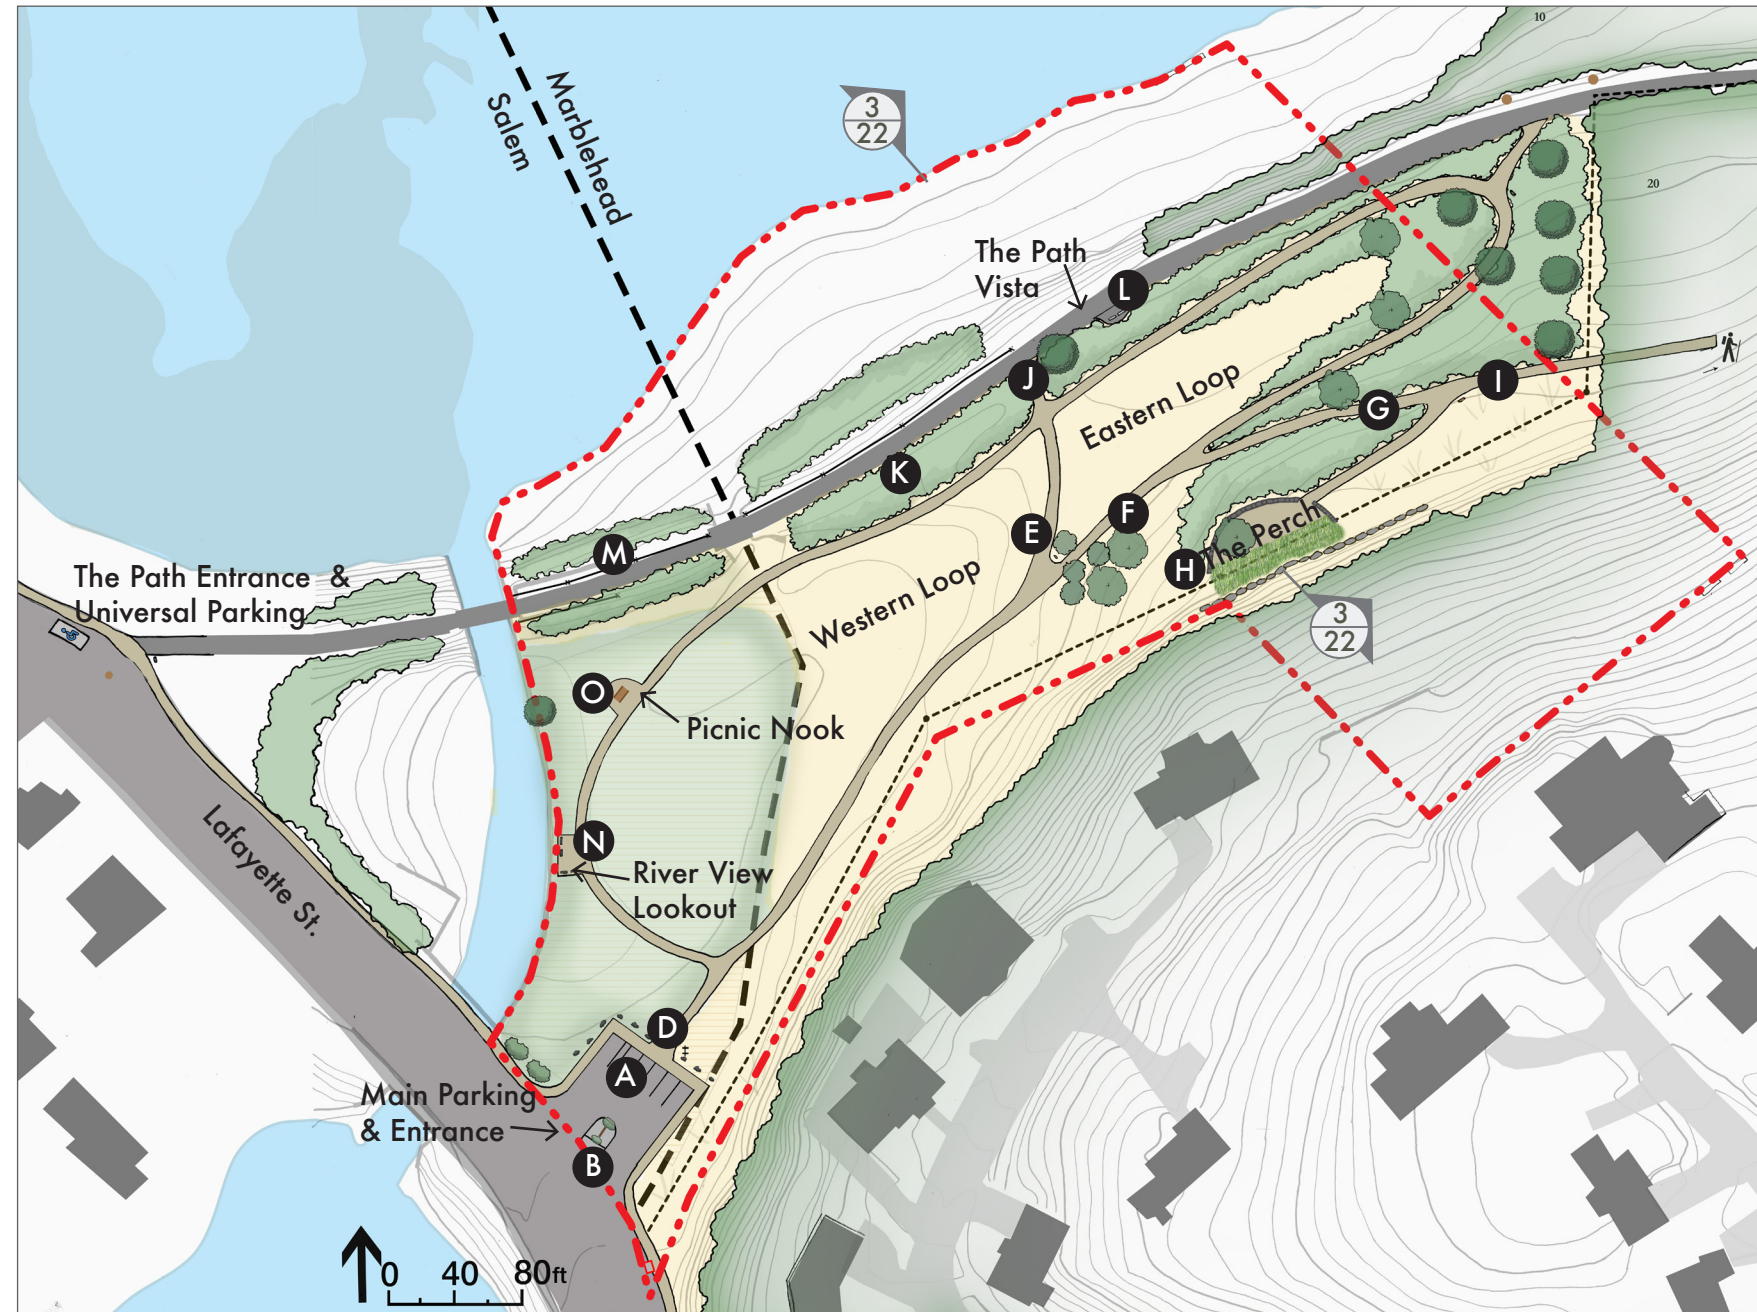 10
Marblehead
Salem
3
22
20
The Path
Vista
L
J
Eastern Loop
I
G
K
F
E
The Perch
H
M
The Path Entrance &
Universal Parking
Western Loop
3
22
O
Picnic Nook
N
River View
Lookout
Lafayette St.
D
A
Main Parking
& Entrance
B
0 40 80ft